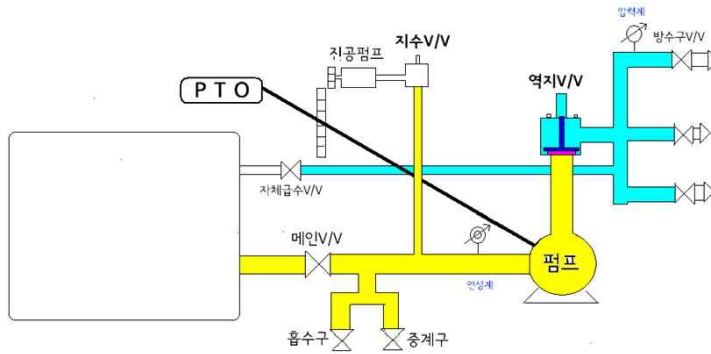 압력계
지수V/V
방수구V/V
진공펌프
역지V/V
P T O
자체급수V/V
메인V/V
펌프
연성계
흡수구
중계구